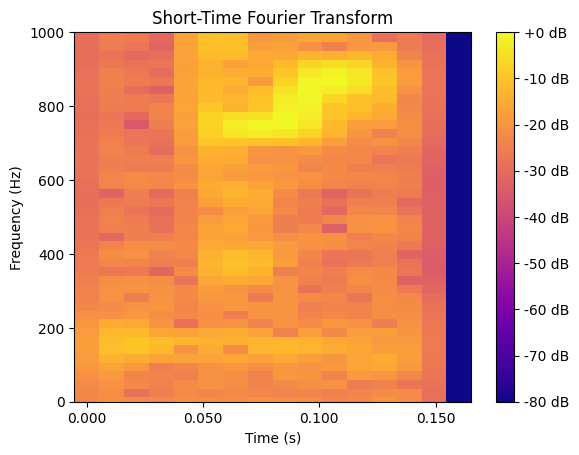 Short-Time Fourier Transform
1000
800
600
400
200
0
Frequency (Hz)
0.000
0.050
0.100
0.150
Time (s)
+0 dB
-10 dB
-20 dB
-30 dB
-40 dB
-50 dB
-60 dB
-70 dB
-80 dB